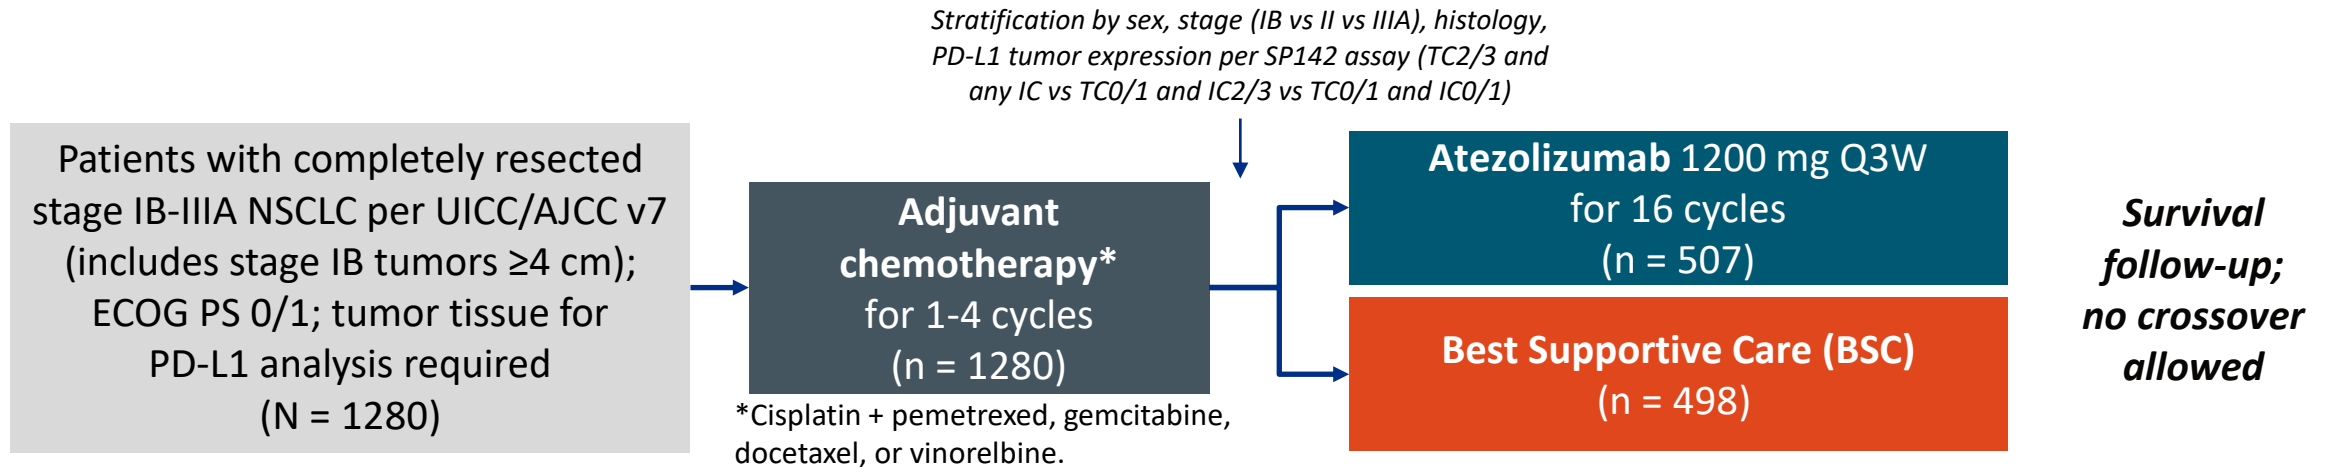 Stratification by sex, stage (IB vs II vs IIIA), histology,
PD-L1 tumor expression per SP142 assay (TC2/3 and
any IC vs TC0/1 and IC2/3 vs TC0/1 and IC0/1)
Patients with completely resected
stage IB-IIIA NSCLC per UICC/AJCC v7
(includes stage IB tumors ≥4 cm);
ECOG PS 0/1; tumor tissue for
PD-L1 analysis required
(N = 1280)
Adjuvant
chemotherapy*
for 1-4 cycles
(n = 1280)
*Cisplatin + pemetrexed, gemcitabine,
docetaxel, or vinorelbine.
Atezolizumab 1200 mg Q3W
for 16 cycles
(n = 507)
Best Supportive Care (BSC)
(n = 498)
Survival
follow-up;
no crossover
allowed